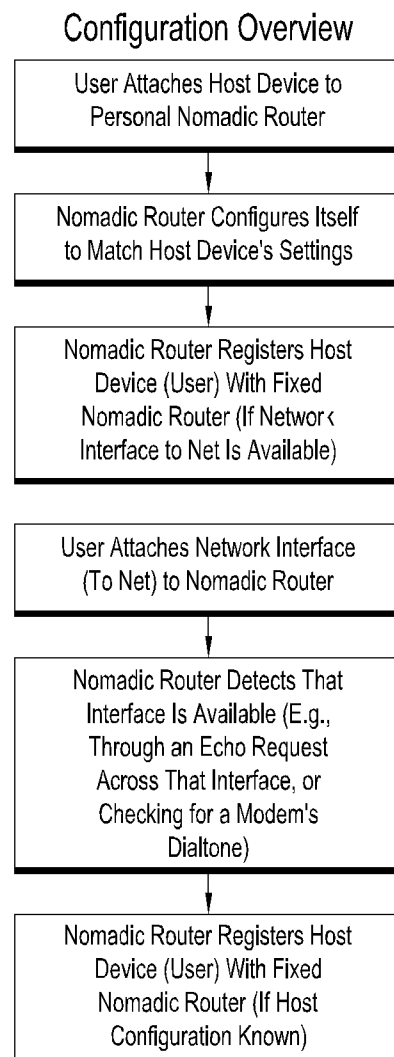 Configuration Overview
User Attaches Host Device to
Personal Nomadic Router
Nomadic Router Configures Itself
to Match Host Device's Settings
Nomadic Router Registers Host
Device (User) With Fixed
Nomadic Router (If Network
Interface to Net Is Available)
User Attaches Network Interface
(To Net) to Nomadic Router
Nomadic Router Detects That
Interface Is Available (E.g.,
Through an Echo Request
Across That Interface, or
Checking for a Modem's
Dialtone)
Nomadic Router Registers Host
Device (User) With Fixed
Nomadic Router (If Host
Configuration Known)